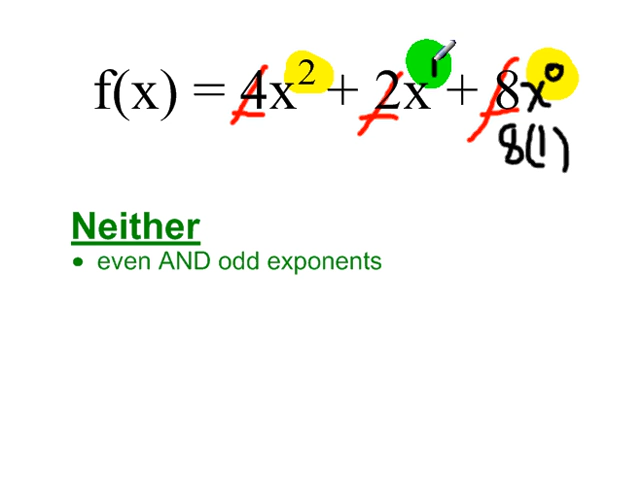 f(x) = 4x² + 2x¹ + 8x⁰
8(1)
Neither
• even AND odd exponents